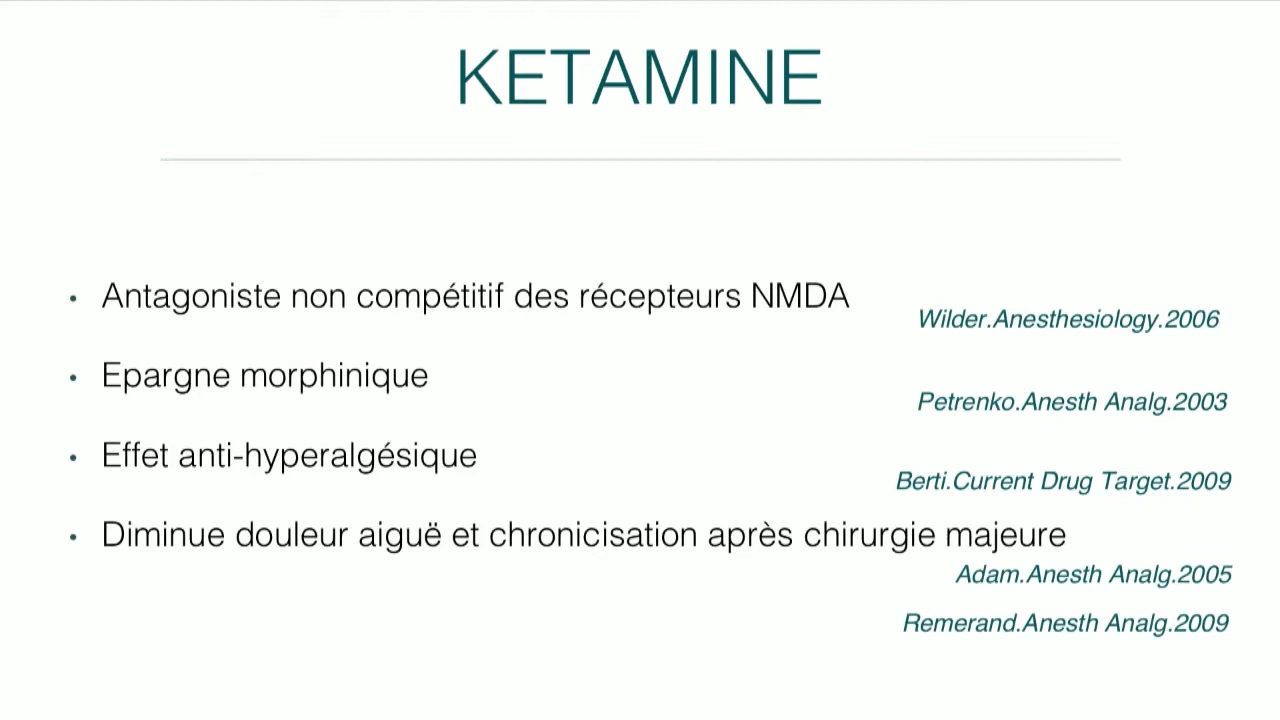 KETAMINE
• Antagoniste non compétitif des récepteurs NMDA
Wilder.Anesthesiology.2006
• Epargne morphinique
Petrenko.Anesth Analg.2003
• Effet anti-hyperalgésique
Berti.Current Drug Target.2009
• Diminue douleur aiguë et chronicisation après chirurgie majeure
Adam.Anesth Analg.2005
Remerand.Anesth Analg.2009